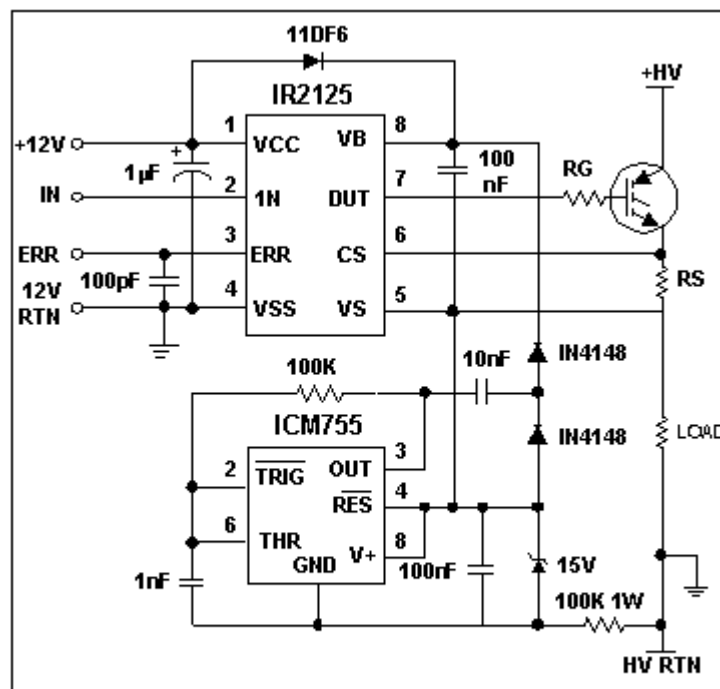 11DF6
IR2125
+HV
+12V
1
VCC
VB
8
+
1µF
100
nF
RG
IN
2
1N
DUT
7
ERR
3
ERR
CS
6
100pF
RS
12V
RTN
4
VSS
VS
5
100K
10nF
IN4148
ICM755
IN4148
LOAD
2
TRIG
OUT
3
RES
4
6
THR
V+
8
GND
1nF
100nF
15V
100K 1W
HV RTN